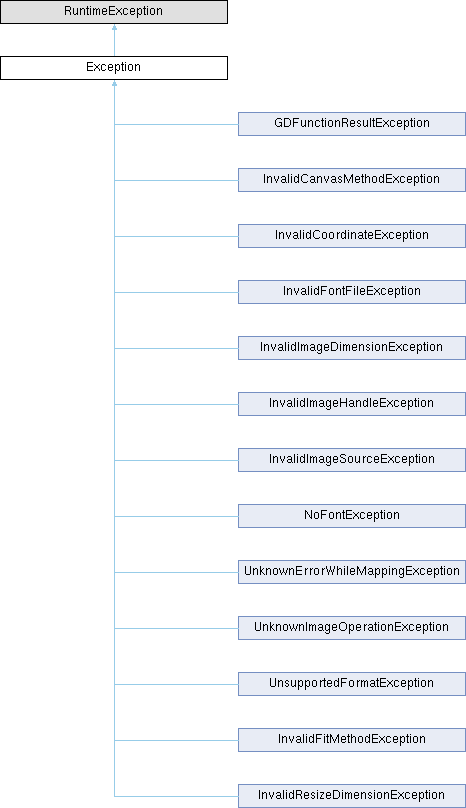 RuntimeException
Exception
GDFunctionResultException
InvalidCanvasMethodException
InvalidCoordinateException
InvalidFontFileException
InvalidImageDimensionException
InvalidImageHandleException
InvalidImageSourceException
NoFontException
UnknownErrorWhileMappingException
UnknownImageOperationException
UnsupportedFormatException
InvalidFitMethodException
InvalidResizeDimensionException